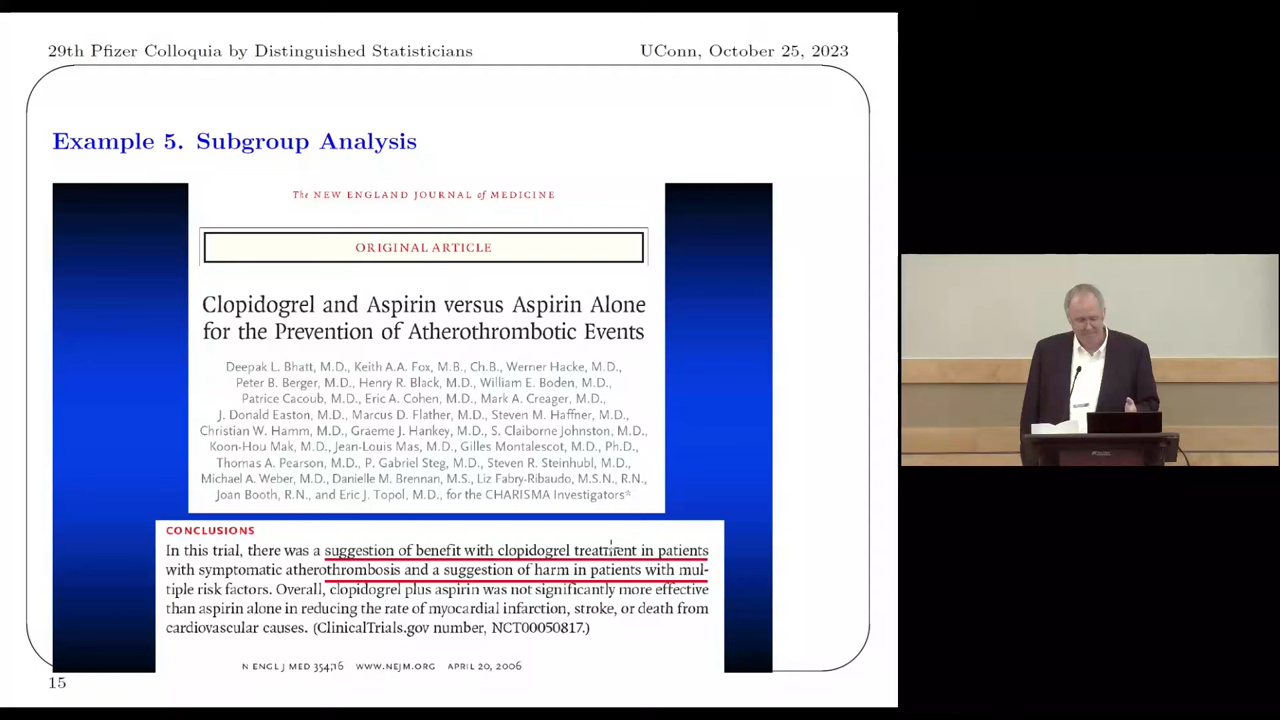 29th Pfizer Colloquia by Distinguished Statisticians UConn, October 25, 2023
Example 5. Subgroup Analysis
The NEW ENGLAND JOURNAL of MEDICINE
ORIGINAL ARTICLE
Clopidogrel and Aspirin versus Aspirin Alone
for the Prevention of Atherothrombotic Events
Deepak L. Bhatt, M.D., Keith A.A. Fox, M.B., Ch.B., Werner Hacke, M.D.,
Peter B. Berger, M.D., Henry R. Black, M.D., William E. Boden, M.D.,
Patrice Cacoub, M.D., Eric A. Cohen, M.D., Mark A. Creager, M.D.,
J. Donald Easton, M.D., Marcus D. Flather, M.D., Steven M. Haffner, M.D.,
Christian W. Hamm, M.D., Graeme J. Hankey, M.D., S. Claiborne Johnston, M.D.,
Koon-Hou Mak, M.D., Jean-Louis Mas, M.D., Gilles Montalescot, M.D., Ph.D.,
Thomas A. Pearson, M.D., P. Gabriel Steg, M.D., Steven R. Steinhubl, M.D.,
Michael A. Weber, M.D., Danielle M. Brennan, M.S., Liz Fabry-Ribaudo, M.S.N., R.N.,
Joan Booth, R.N., and Eric J. Topol, M.D., for the CHARISMA Investigators*
CONCLUSIONS
In this trial, there was a suggestion of benefit with clopidogrel treatment in patients
with symptomatic atherothrombosis and a suggestion of harm in patients with mul-
tiple risk factors. Overall, clopidogrel plus aspirin was not significantly more effective
than aspirin alone in reducing the rate of myocardial infarction, stroke, or death from
cardiovascular causes. (ClinicalTrials.gov number, NCT00050817.)
N ENGL J MED 354;16 WWW.NEJM.ORG APRIL 20, 2006
15